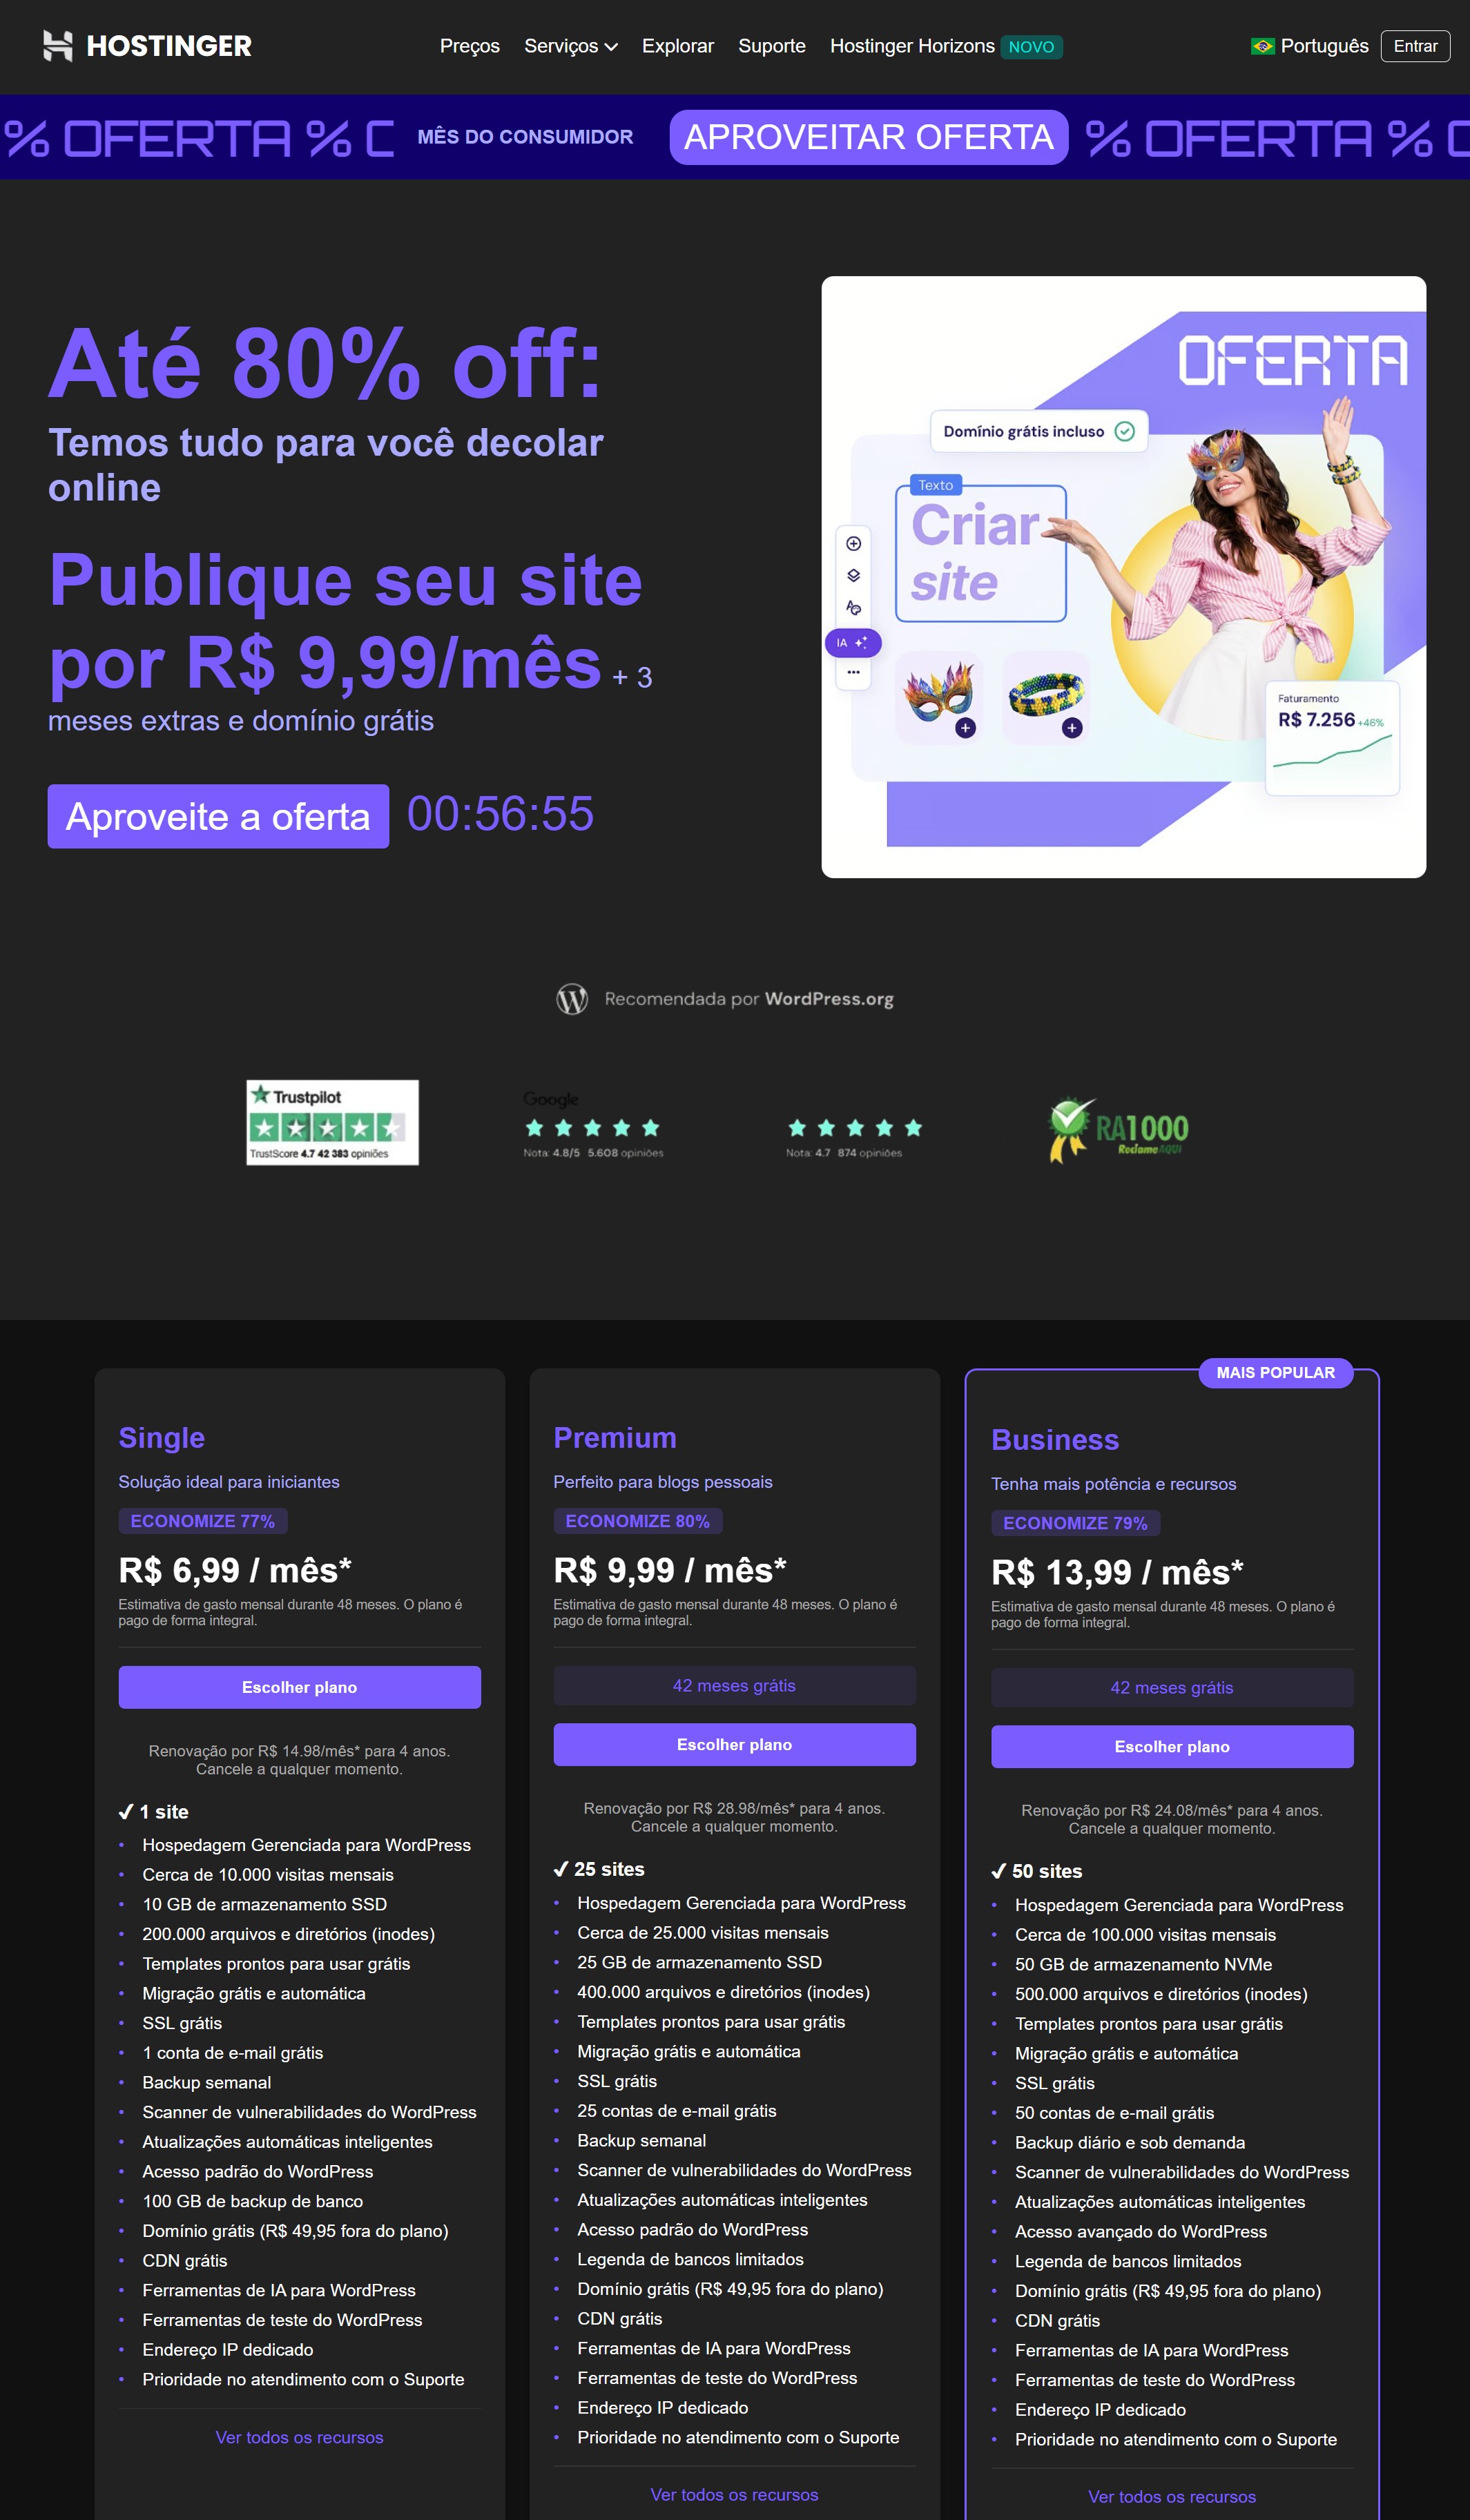 HOSTINGER
Preços Serviços Explorar Suporte Hostinger Horizons NOVO Português Entrar
% OFERTA % MÊS DO CONSUMIDOR APROVEITAR OFERTA % OFERTA %
Até 80% off:
Temos tudo para você decolar
online
Publique seu site
por R$ 9,99/mês + 3
meses extras e domínio grátis
Aproveite a oferta 00:56:55
OFERTA
Domínio grátis incluso
Texto
Criar
site
IA
Faturamento
R$ 7.256 +46%
Recomendada por WordPress.org
Trustpilot
TrustScore 4.7 42 383 opiniões
Google
Nota: 4.8/5 5.608 opiniões
Nota: 4.7 874 opiniões
RA1000
ReclameAQUI
Single
Solução ideal para iniciantes
ECONOMIZE 77%
R$ 6,99 / mês*
Estimativa de gasto mensal durante 48 meses. O plano é
pago de forma integral.
Escolher plano
Renovação por R$ 14.98/mês* para 4 anos.
Cancele a qualquer momento.
✓ 1 site
• Hospedagem Gerenciada para WordPress
• Cerca de 10.000 visitas mensais
• 10 GB de armazenamento SSD
• 200.000 arquivos e diretórios (inodes)
• Templates prontos para usar grátis
• Migração grátis e automática
• SSL grátis
• 1 conta de e-mail grátis
• Backup semanal
• Scanner de vulnerabilidades do WordPress
• Atualizações automáticas inteligentes
• Acesso padrão do WordPress
• 100 GB de backup de banco
• Domínio grátis (R$ 49,95 fora do plano)
• CDN grátis
• Ferramentas de IA para WordPress
• Ferramentas de teste do WordPress
• Endereço IP dedicado
• Prioridade no atendimento com o Suporte
Ver todos os recursos
Premium
Perfeito para blogs pessoais
ECONOMIZE 80%
R$ 9,99 / mês*
Estimativa de gasto mensal durante 48 meses. O plano é
pago de forma integral.
42 meses grátis
Escolher plano
Renovação por R$ 28.98/mês* para 4 anos.
Cancele a qualquer momento.
✓ 25 sites
• Hospedagem Gerenciada para WordPress
• Cerca de 25.000 visitas mensais
• 25 GB de armazenamento SSD
• 400.000 arquivos e diretórios (inodes)
• Templates prontos para usar grátis
• Migração grátis e automática
• SSL grátis
• 25 contas de e-mail grátis
• Backup semanal
• Scanner de vulnerabilidades do WordPress
• Atualizações automáticas inteligentes
• Acesso padrão do WordPress
• Legenda de bancos limitados
• Domínio grátis (R$ 49,95 fora do plano)
• CDN grátis
• Ferramentas de IA para WordPress
• Ferramentas de teste do WordPress
• Endereço IP dedicado
• Prioridade no atendimento com o Suporte
Ver todos os recursos
MAIS POPULAR
Business
Tenha mais potência e recursos
ECONOMIZE 79%
R$ 13,99 / mês*
Estimativa de gasto mensal durante 48 meses. O plano é
pago de forma integral.
42 meses grátis
Escolher plano
Renovação por R$ 24.08/mês* para 4 anos.
Cancele a qualquer momento.
✓ 50 sites
• Hospedagem Gerenciada para WordPress
• Cerca de 100.000 visitas mensais
• 50 GB de armazenamento NVMe
• 500.000 arquivos e diretórios (inodes)
• Templates prontos para usar grátis
• Migração grátis e automática
• SSL grátis
• 50 contas de e-mail grátis
• Backup diário e sob demanda
• Scanner de vulnerabilidades do WordPress
• Atualizações automáticas inteligentes
• Acesso avançado do WordPress
• Legenda de bancos limitados
• Domínio grátis (R$ 49,95 fora do plano)
• CDN grátis
• Ferramentas de IA para WordPress
• Ferramentas de teste do WordPress
• Endereço IP dedicado
• Prioridade no atendimento com o Suporte
Ver todos os recursos